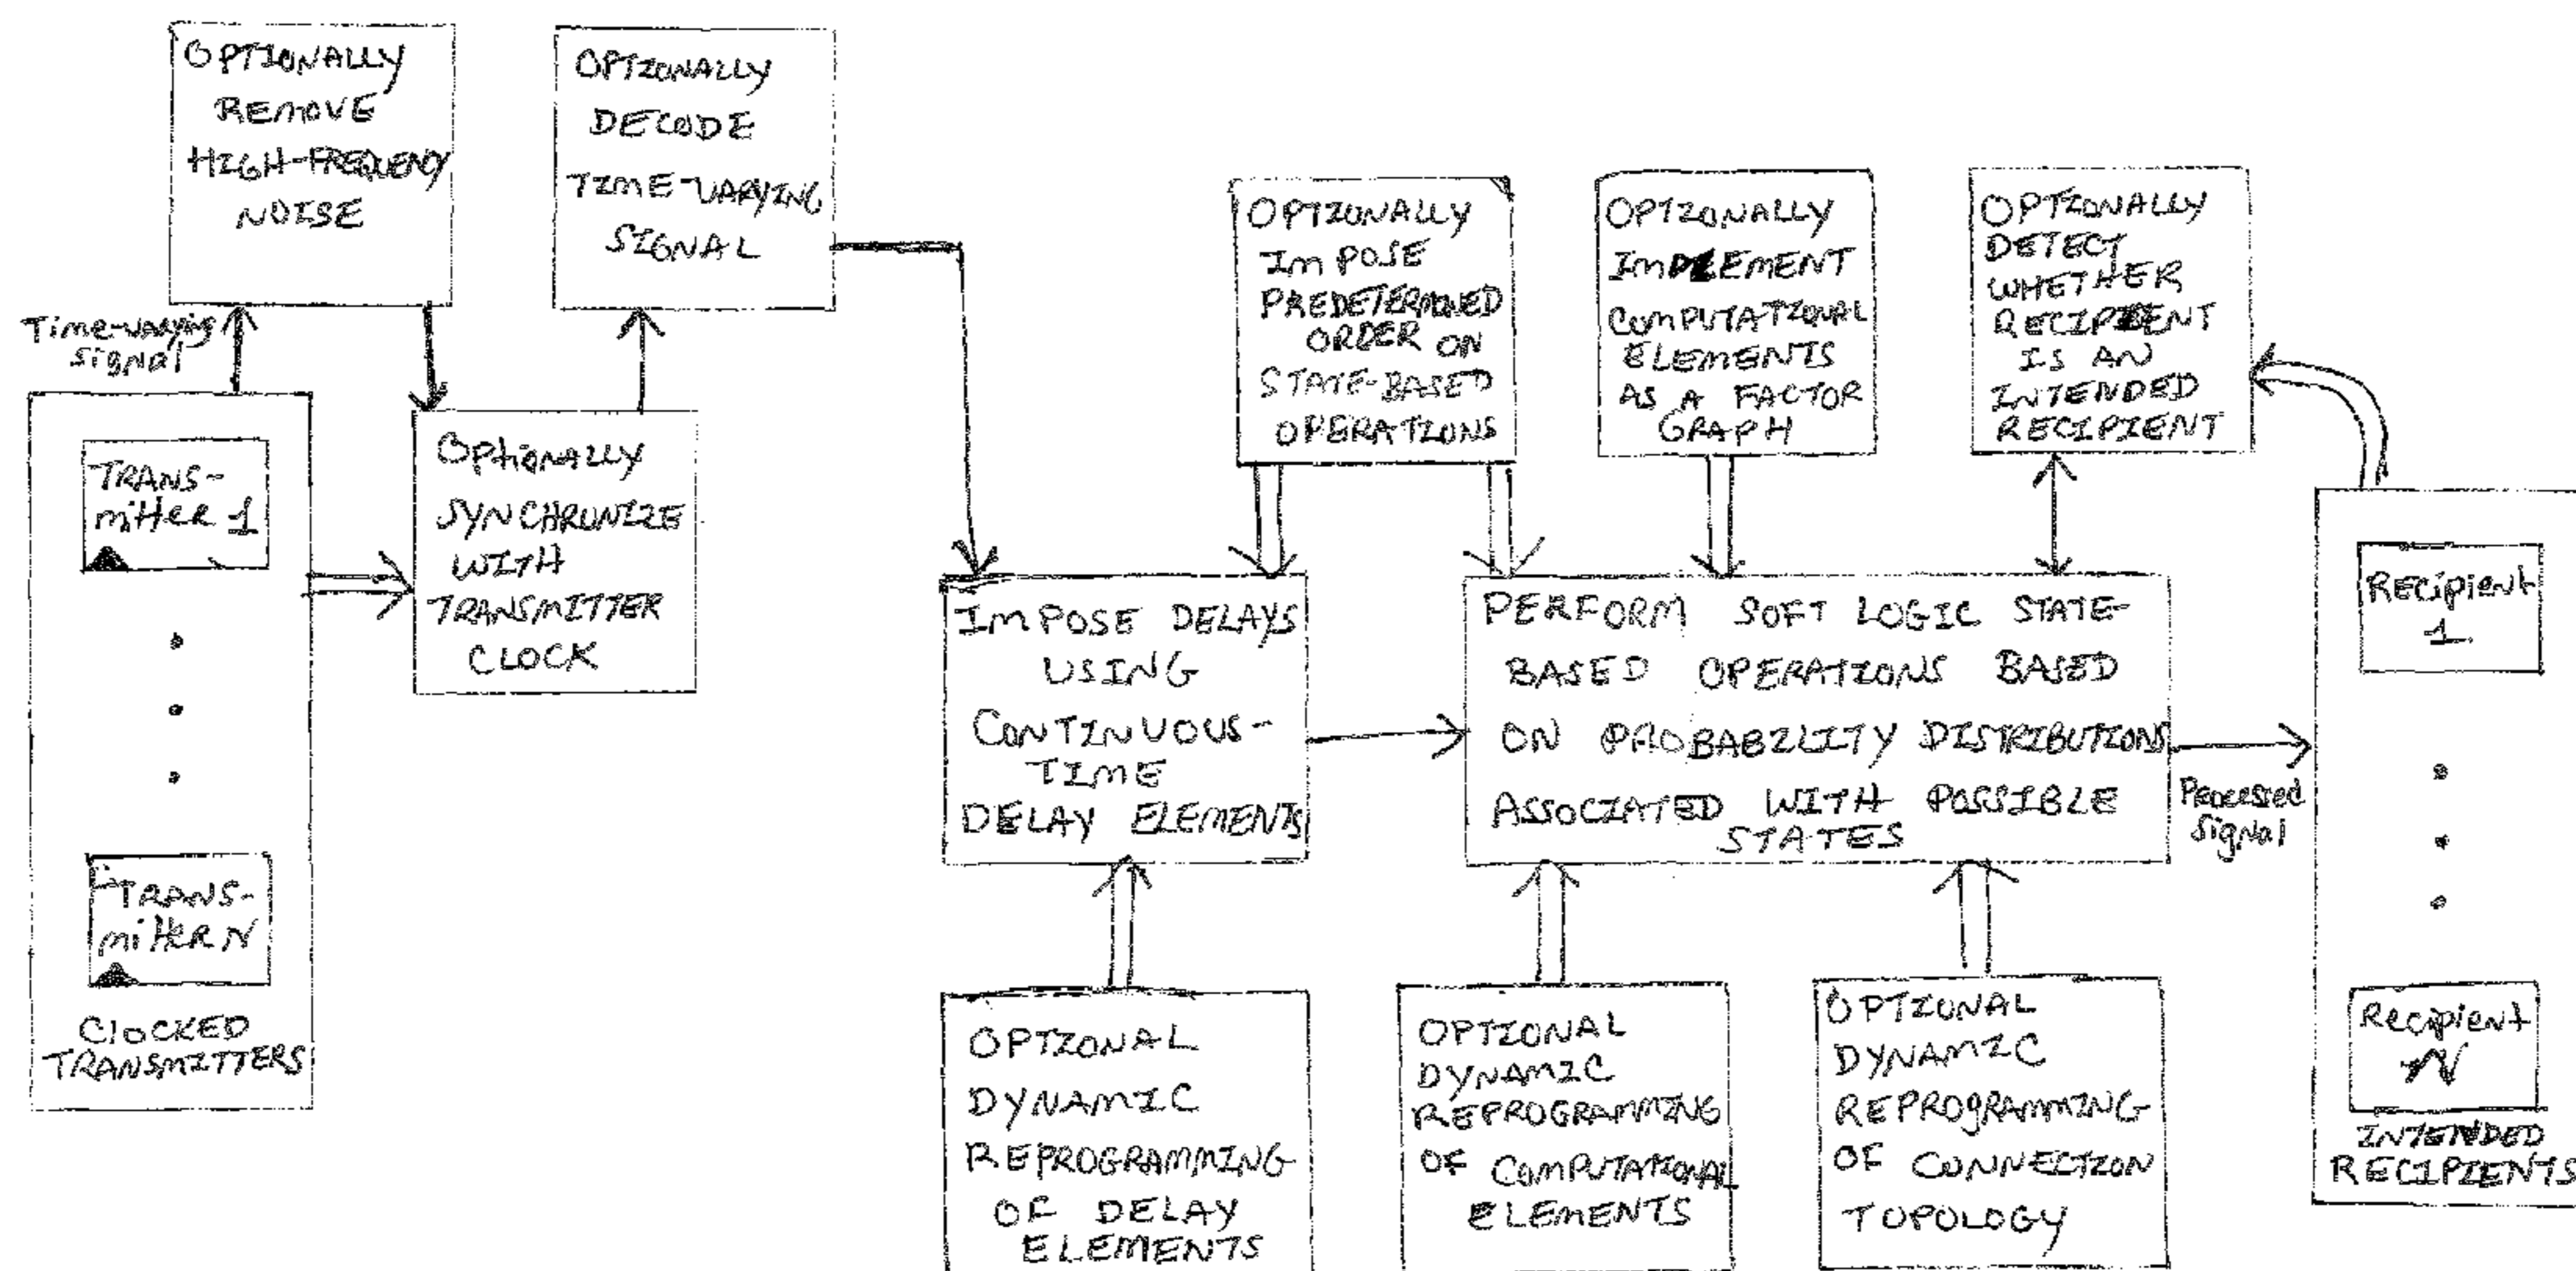 OPTIONALLY
REMOVE
HIGH-FREQUENCY
NOISE
OPTIONALLY
DECODE
TIME-VARYING
SIGNAL
Time-varying
signal
TRANS-
mitter 1
TRANS-
mitter N
CLOCKED
TRANSMITTERS
Optionally
SYNCHRONIZE
WITH
TRANSMITTER
CLOCK
OPTIONALLY
IMPOSE
PREDETERMINED
ORDER ON
STATE-BASED
OPERATIONS
OPTIONALLY
IMPLEMENT
COMPUTATIONAL
ELEMENTS
AS A FACTOR
GRAPH
OPTIONALLY
DETECT
WHETHER
RECIPIENT
IS AN
INTENDED
RECIPIENT
IMPOSE DELAYS
USING
CONTINUOUS-
TIME
DELAY ELEMENTS
PERFORM SOFT LOGIC STATE-
BASED OPERATIONS BASED
ON PROBABILITY DISTRIBUTIONS
ASSOCIATED WITH POSSIBLE
STATES
Processed
Signal
Recipient
1
Recipient
N
INTENDED
RECIPIENTS
OPTIONAL
DYNAMIC
REPROGRAMMING
OF DELAY
ELEMENTS
OPTIONAL
DYNAMIC
REPROGRAMMING
OF COMPUTATIONAL
ELEMENTS
OPTIONAL
DYNAMIC
REPROGRAMMING
OF CONNECTION
TOPOLOGY